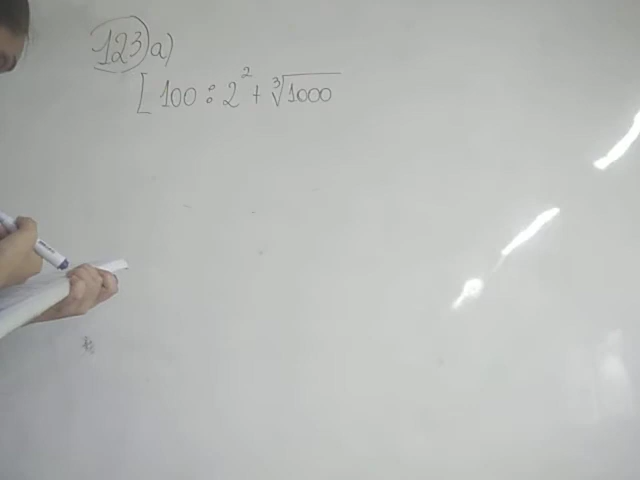 123) a)
[ 100 : 2² + ∛1000